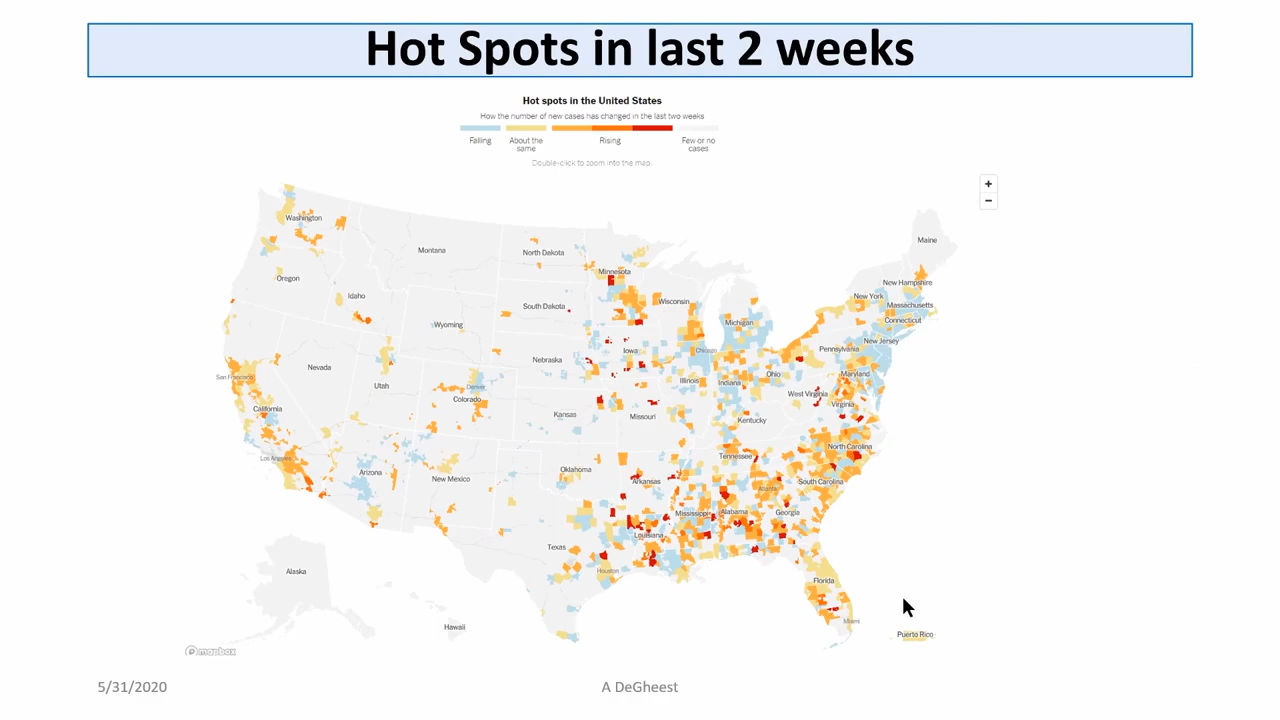 Hot Spots in last 2 weeks
Hot spots in the United States
How the number of new cases has changed in the last two weeks
Falling
About the same
Rising
Few or no cases
Double-click to zoom into the map.
+
−
Washington
Maine
Montana
North Dakota
Minnesota
Oregon
New Hampshire
Idaho
New York
Wisconsin
Massachusetts
South Dakota
Wyoming
Michigan
Connecticut
Pennsylvania
New Jersey
Iowa
Chicago
Nebraska
Nevada
Ohio
Maryland
San Francisco
Utah
Denver
Illinois
Indiana
Colorado
West Virginia
Virginia
California
Kansas
Missouri
Kentucky
North Carolina
Los Angeles
Tennessee
Arizona
Oklahoma
New Mexico
Arkansas
South Carolina
Atlanta
Mississippi
Alabama
Georgia
Louisiana
Texas
Houston
Alaska
Florida
Miami
Hawaii
Puerto Rico
mapbox
5/31/2020
A DeGheest